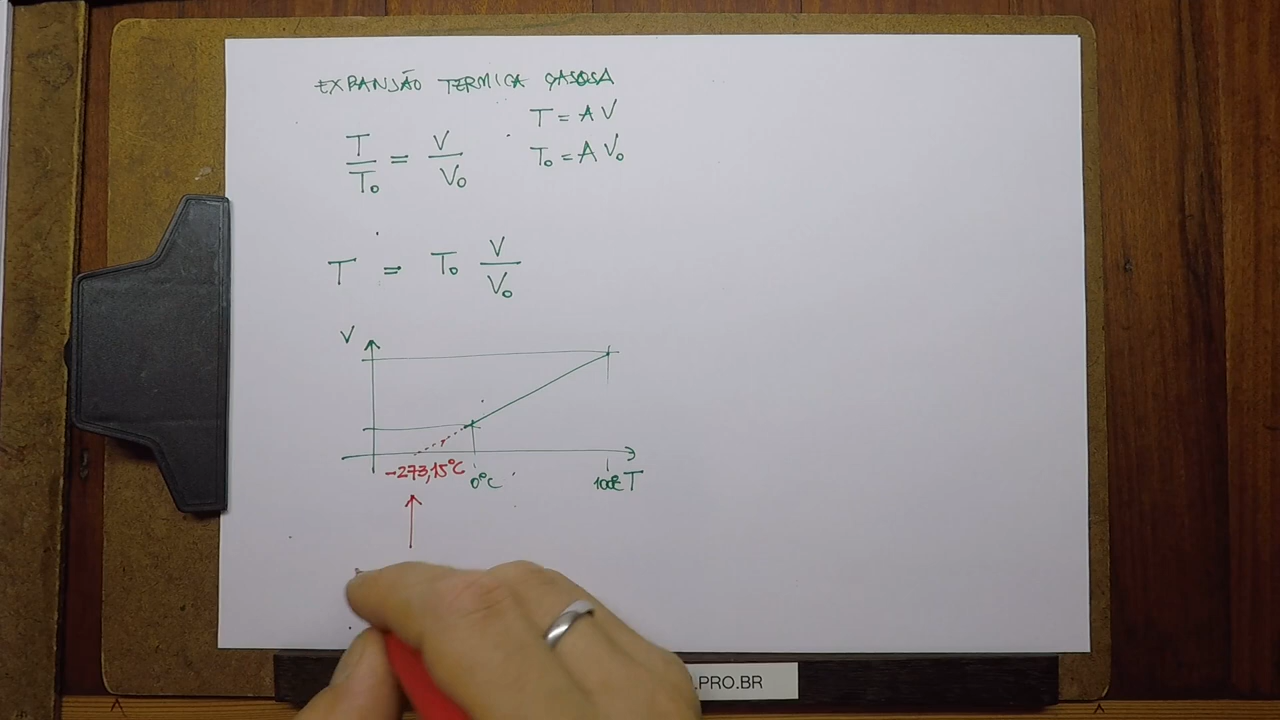 EXPANSÃO TERMICA GASOSA
T = A V
T₀ = A V₀
T/T₀ = V/V₀
T = T₀ V/V₀
V
-273,15°C
0°C
100°C T
.PRO.BR